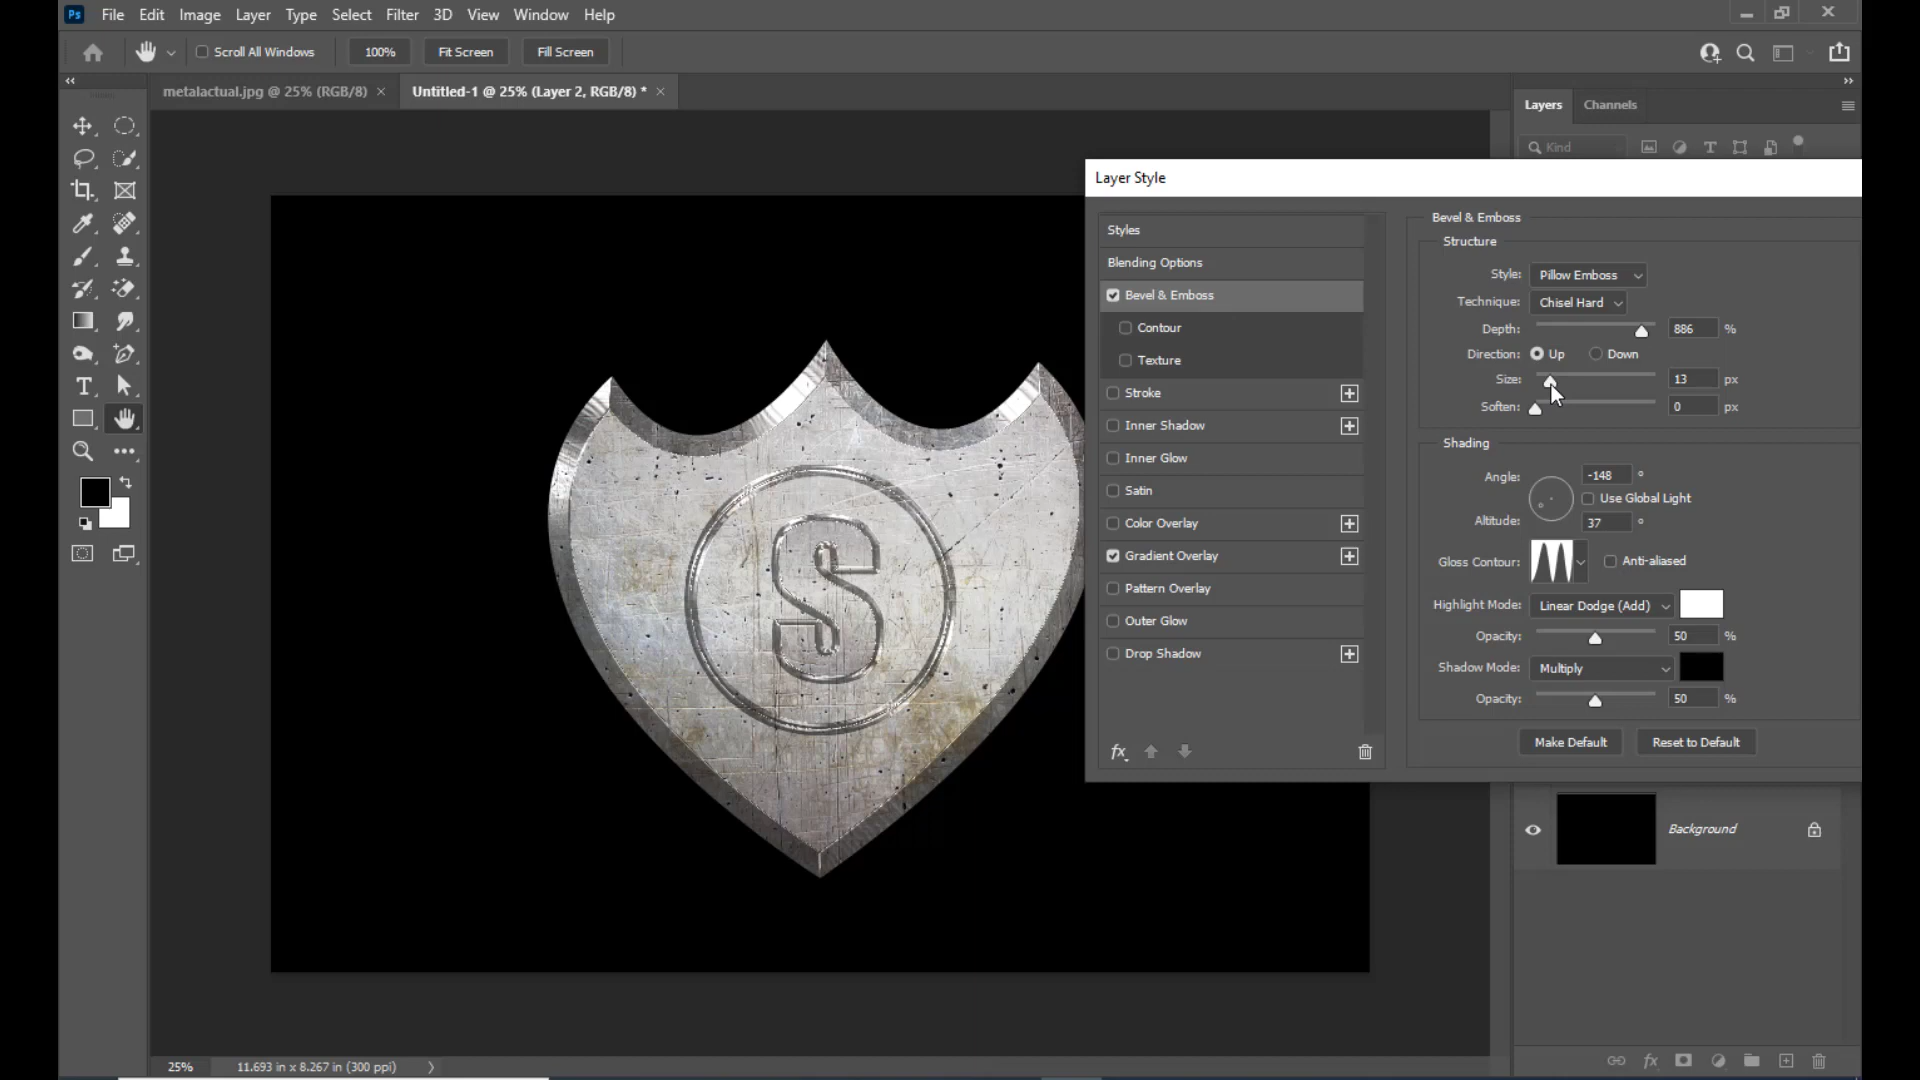 Ps File Edit Image Layer Type Select Filter 3D View Window Help
Scroll All Windows 100% Fit Screen Fill Screen
metalactual.jpg @ 25% (RGB/8) × Untitled-1 @ 25% (Layer 2, RGB/8) * ×
Layers Channels
Kind
Layer Style
Styles
Blending Options
Bevel & Emboss
Contour
Texture
Stroke
Inner Shadow
Inner Glow
Satin
Color Overlay
Gradient Overlay
Pattern Overlay
Outer Glow
Drop Shadow
fx
Bevel & Emboss
Structure
Style: Pillow Emboss
Technique: Chisel Hard
Depth: 886 %
Direction: Up Down
Size: 13 px
Soften: 0 px
Shading
Angle: -148 °
Use Global Light
Altitude: 37 °
Gloss Contour: Anti-aliased
Highlight Mode: Linear Dodge (Add)
Opacity: 50 %
Shadow Mode: Multiply
Opacity: 50 %
Make Default Reset to Default
S
Background
25% 11.693 in x 8.267 in (300 ppi)
fx